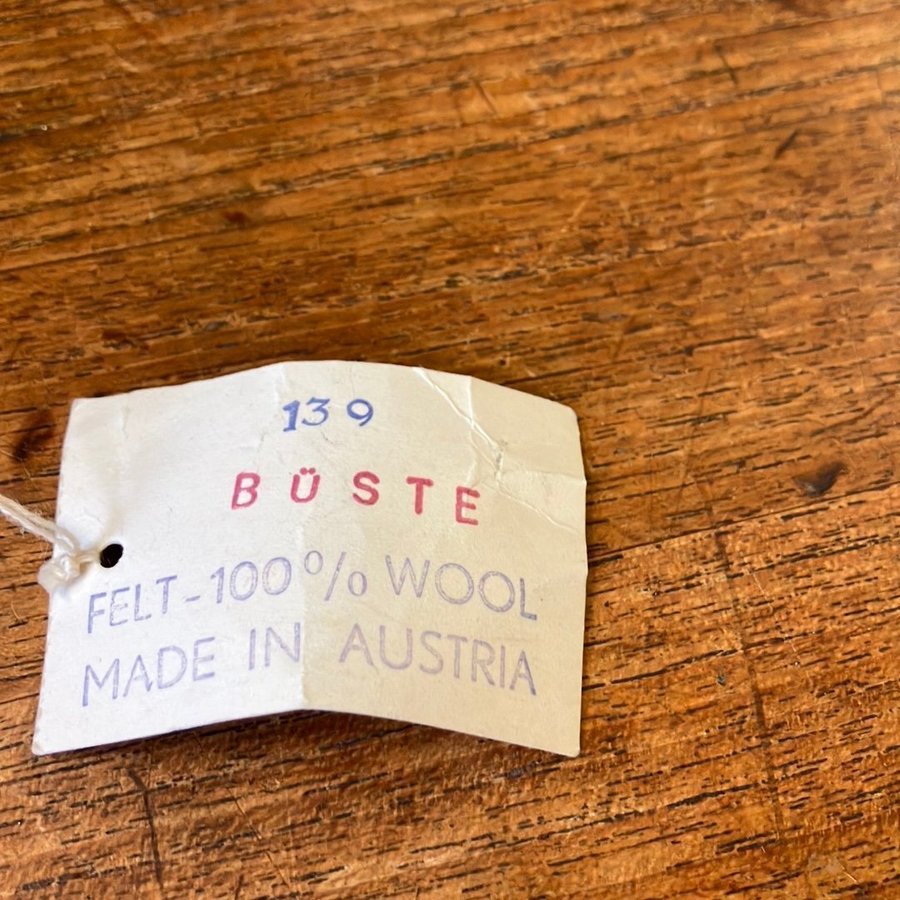 139
BÜSTE
FELT-100% WOOL
MADE IN AUSTRIA